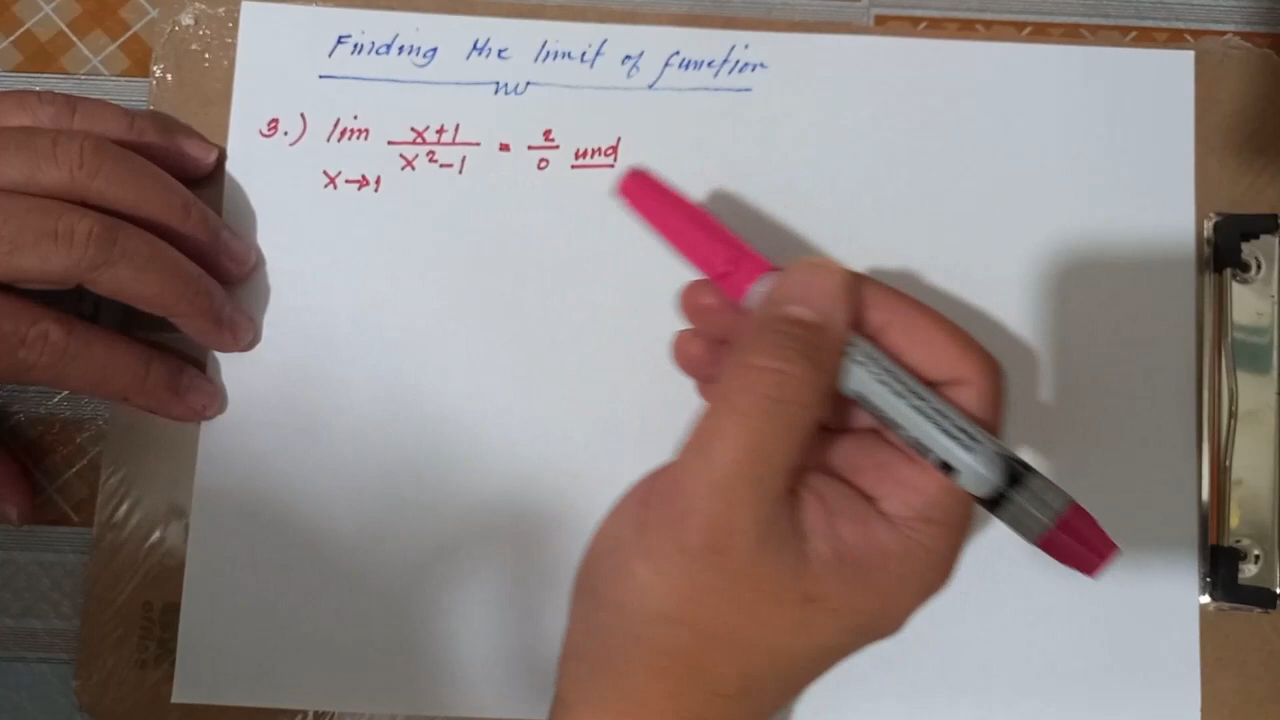 Finding the limit of function
3.) lim x+1 / x²-1 = 2/0 und
x→1